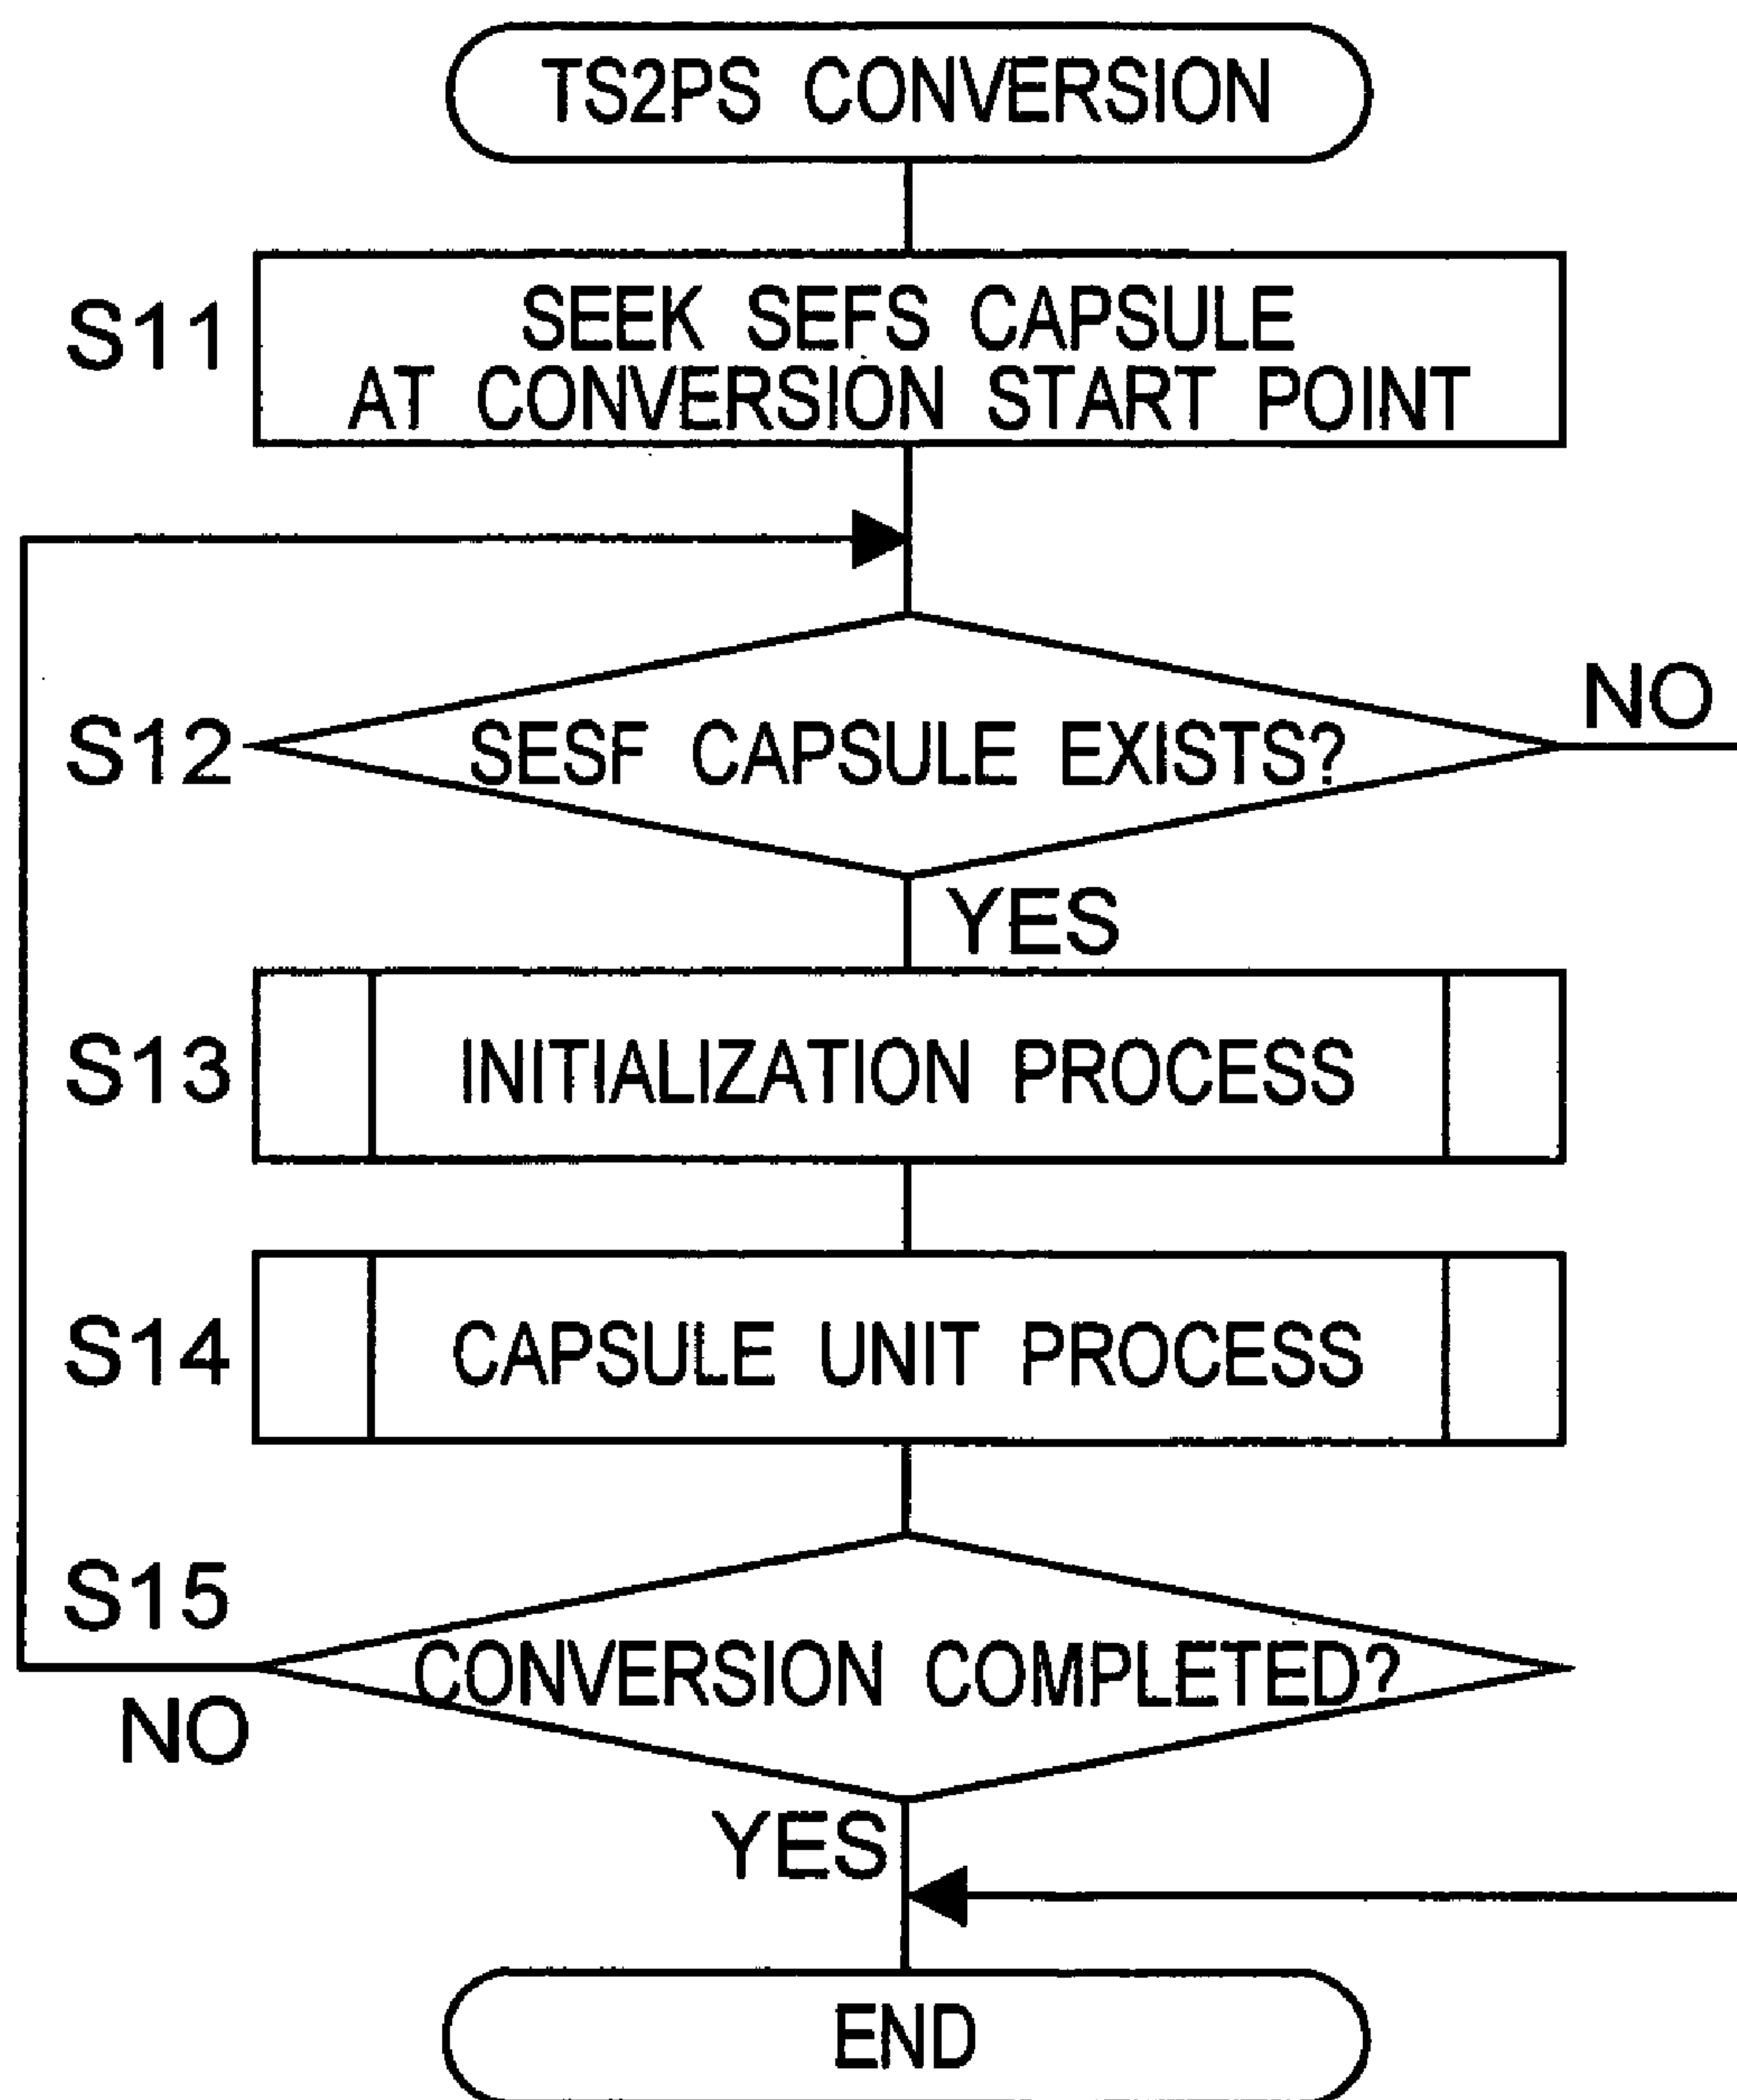 TS2PS CONVERSION
S11
SEEK SEFS CAPSULE
AT CONVERSION START POINT
S12
SESF CAPSULE EXISTS?
NO
YES
S13
INITIALIZATION PROCESS
S14
CAPSULE UNIT PROCESS
S15
CONVERSION COMPLETED?
NO
YES
END